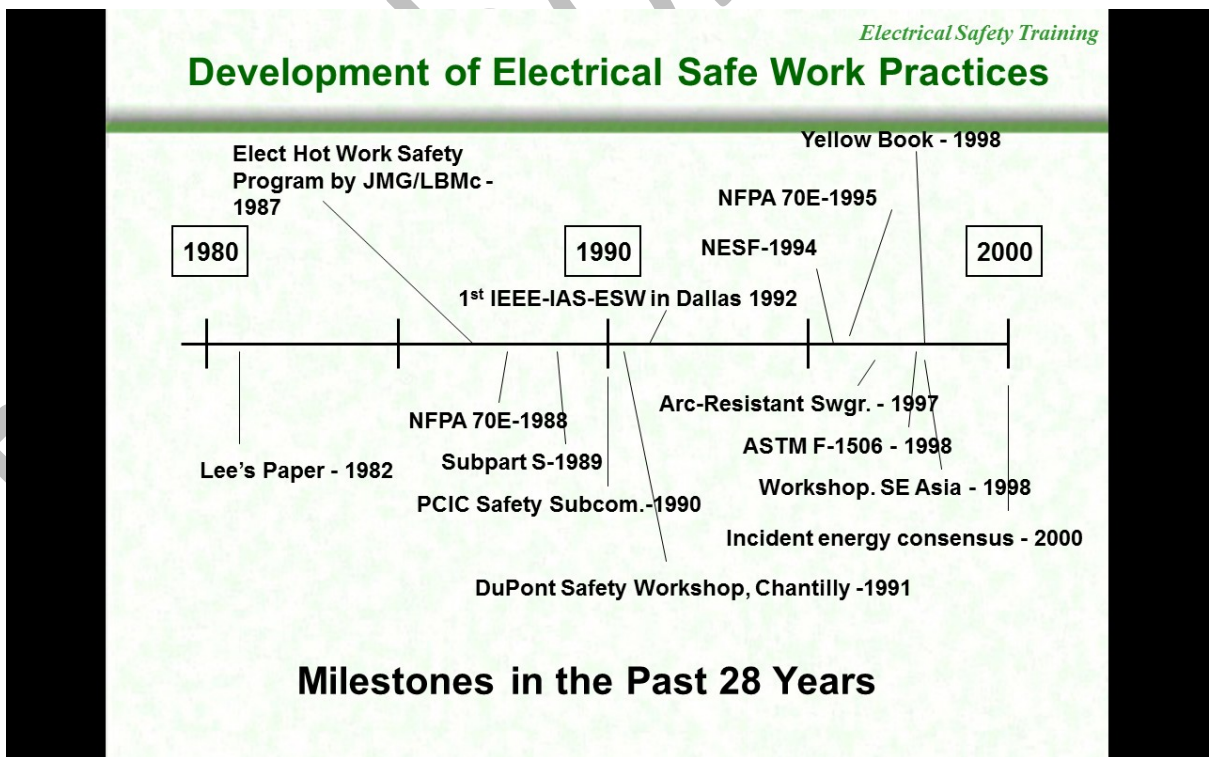 Electrical Safety Training
Development of Electrical Safe Work Practices
Yellow Book - 1998
Elect Hot Work Safety
Program by JMG/LBMc -
1987
NFPA 70E-1995
1980
1990
NESF-1994
2000
1st IEEE-IAS-ESW in Dallas 1992
Arc-Resistant Swgr. - 1997
NFPA 70E-1988
ASTM F-1506 - 1998
Lee's Paper - 1982
Subpart S-1989
Workshop. SE Asia - 1998
PCIC Safety Subcom.-1990
Incident energy consensus - 2000
DuPont Safety Workshop, Chantilly -1991
Milestones in the Past 28 Years